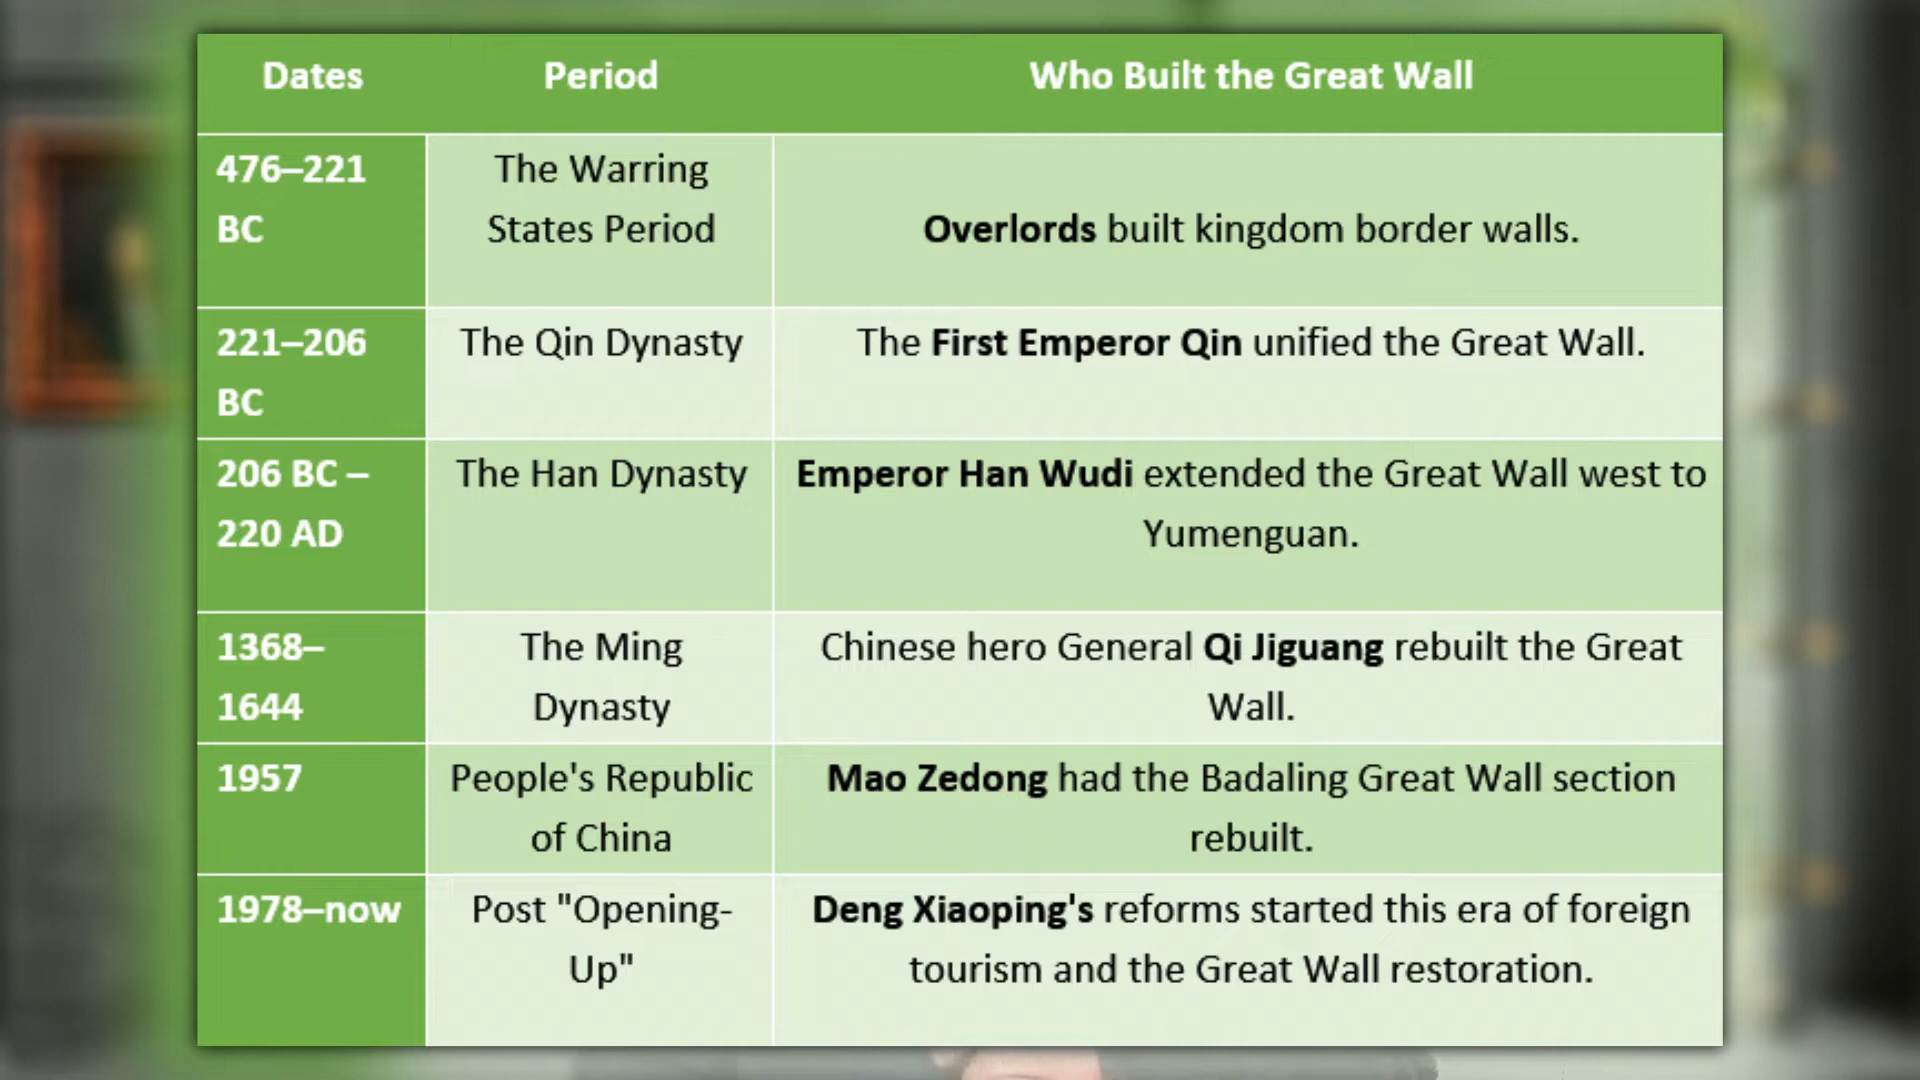 Dates Period Who Built the Great Wall
476–221 BC
The Warring States Period
Overlords built kingdom border walls.
221–206 BC
The Qin Dynasty
The First Emperor Qin unified the Great Wall.
206 BC – 220 AD
The Han Dynasty
Emperor Han Wudi extended the Great Wall west to
Yumenguan.
1368–
1644
The Ming
Dynasty
Chinese hero General Qi Jiguang rebuilt the Great
Wall.
1957
People's Republic
of China
Mao Zedong had the Badaling Great Wall section
rebuilt.
1978–now
Post "Opening-
Up"
Deng Xiaoping's reforms started this era of foreign
tourism and the Great Wall restoration.